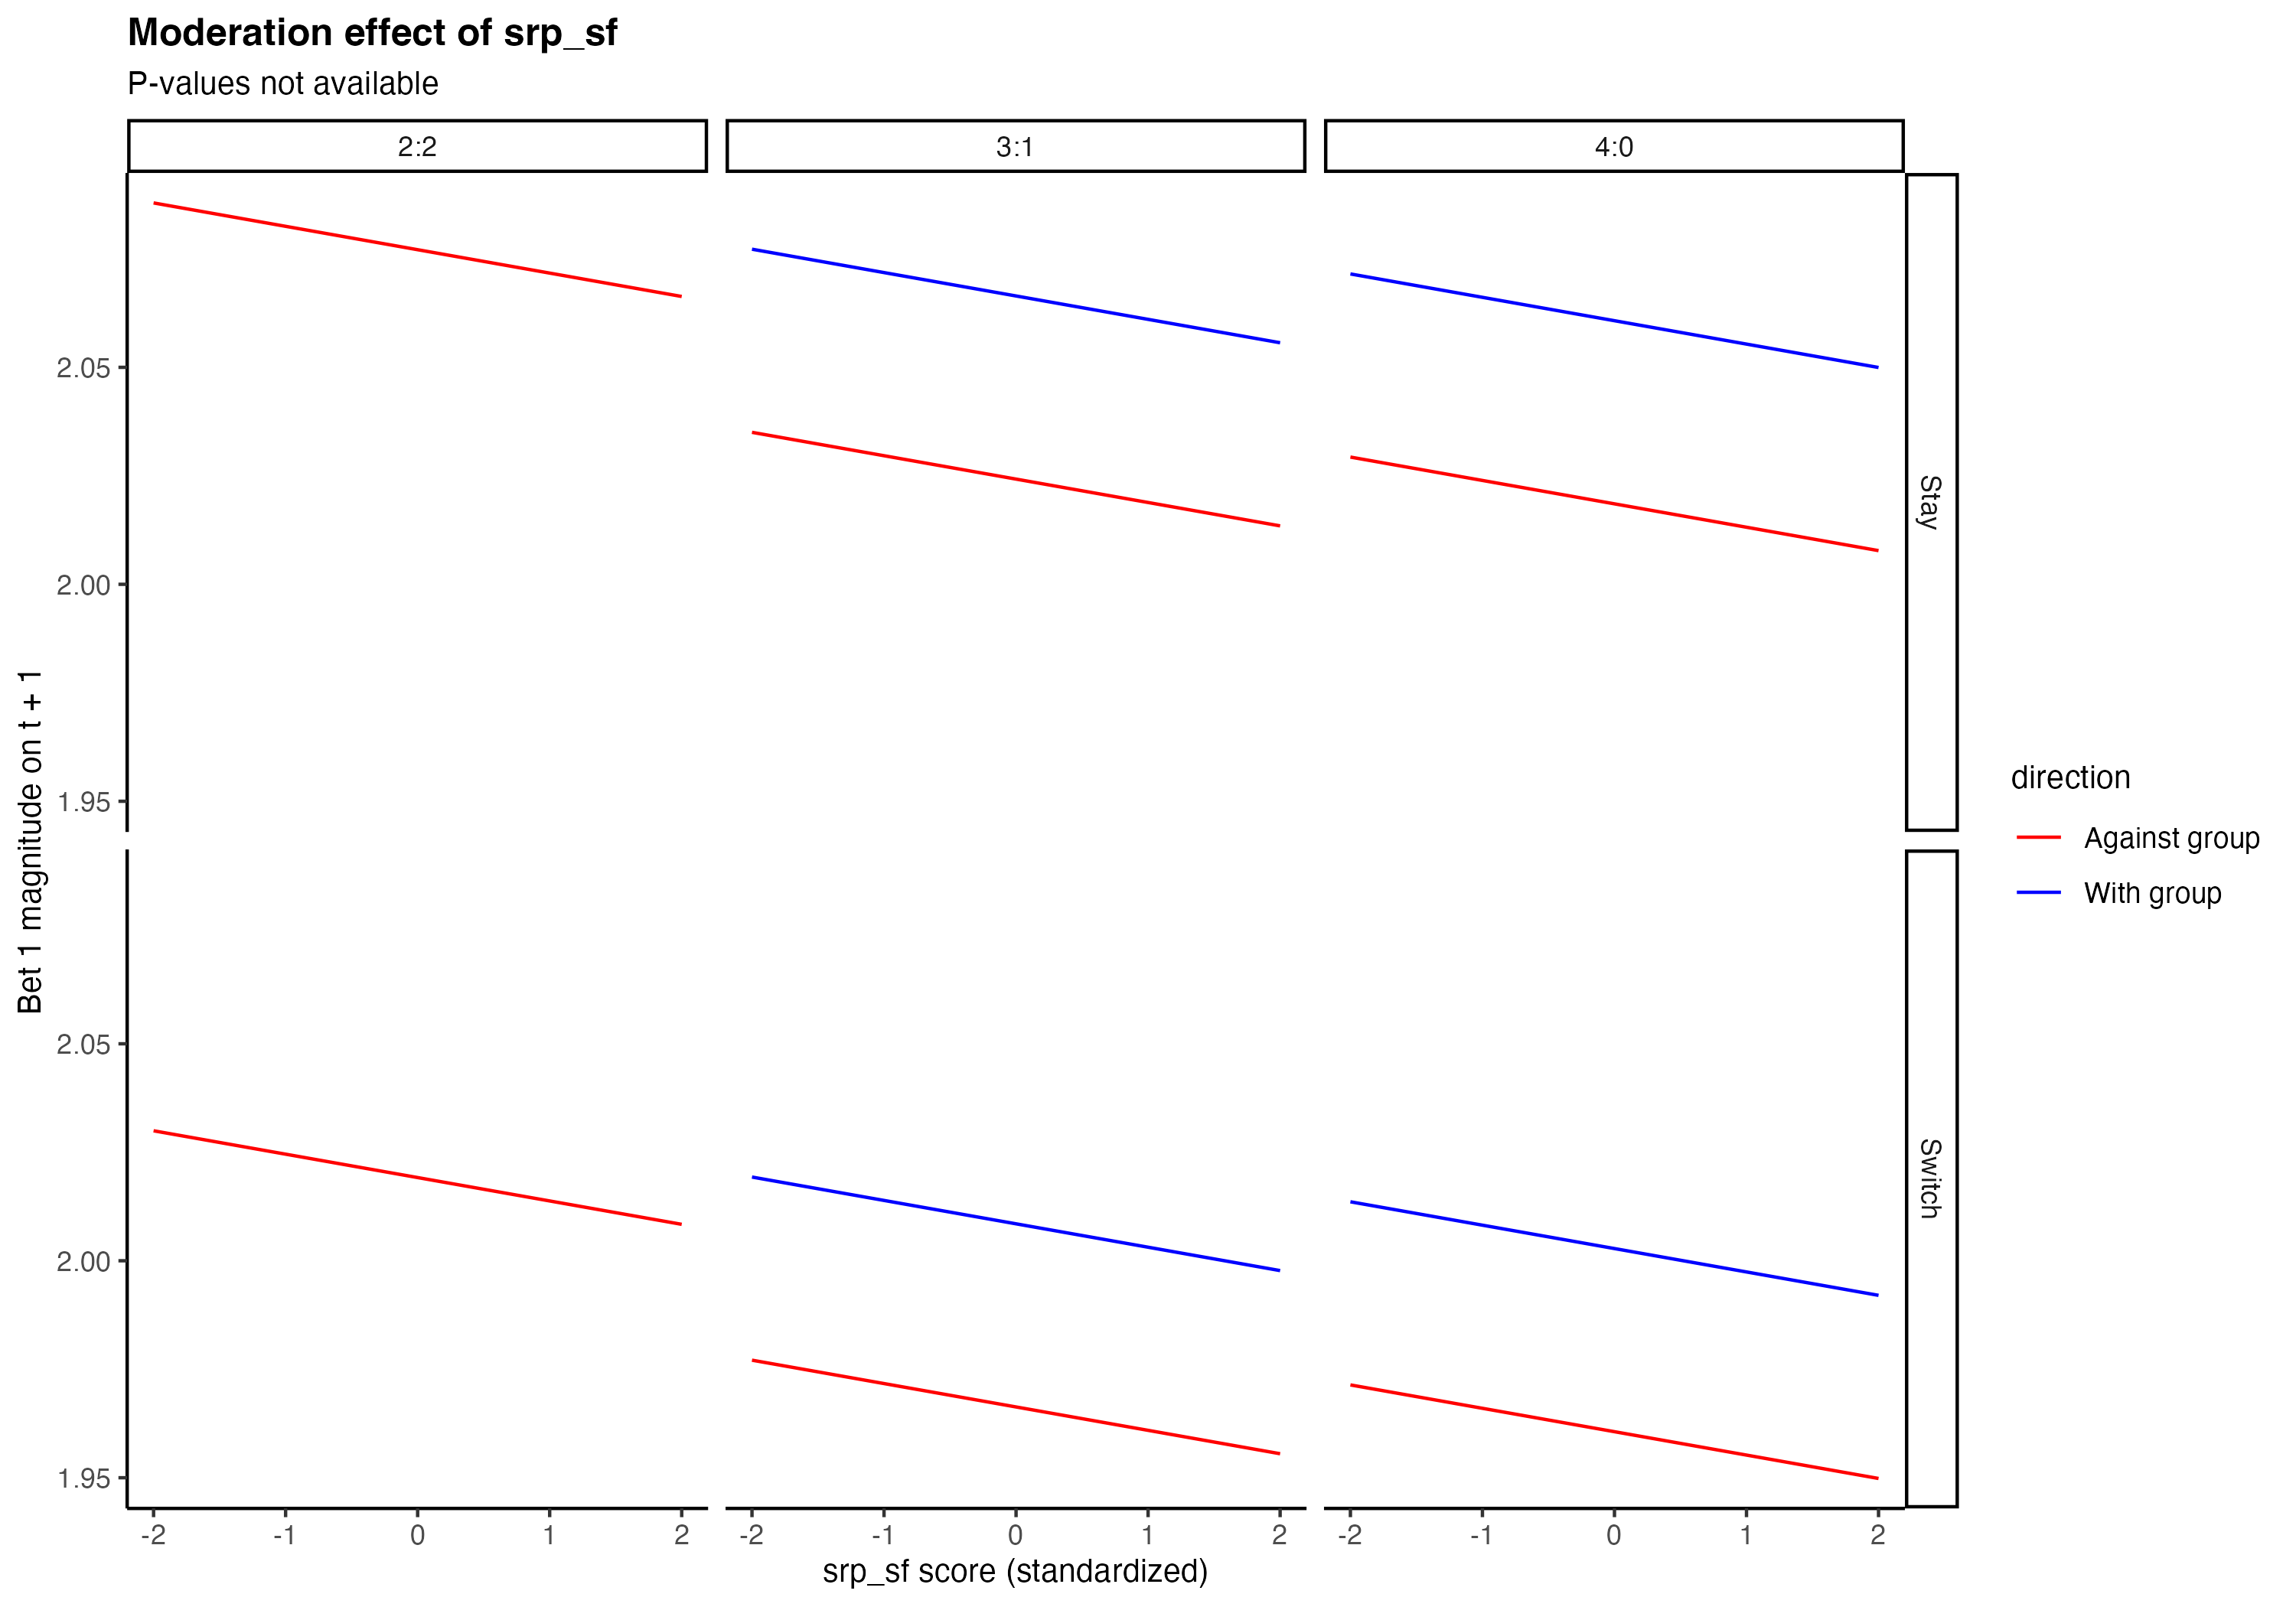 Moderation effect of srp_sf
P-values not available
2:2
3:1
4:0
2.05
2.00
1.95
Stay
2.05
2.00
1.95
Switch
Bet 1 magnitude on t + 1
-2 -1 0 1 2
-2 -1 0 1 2
-2 -1 0 1 2
srp_sf score (standardized)
direction
Against group
With group